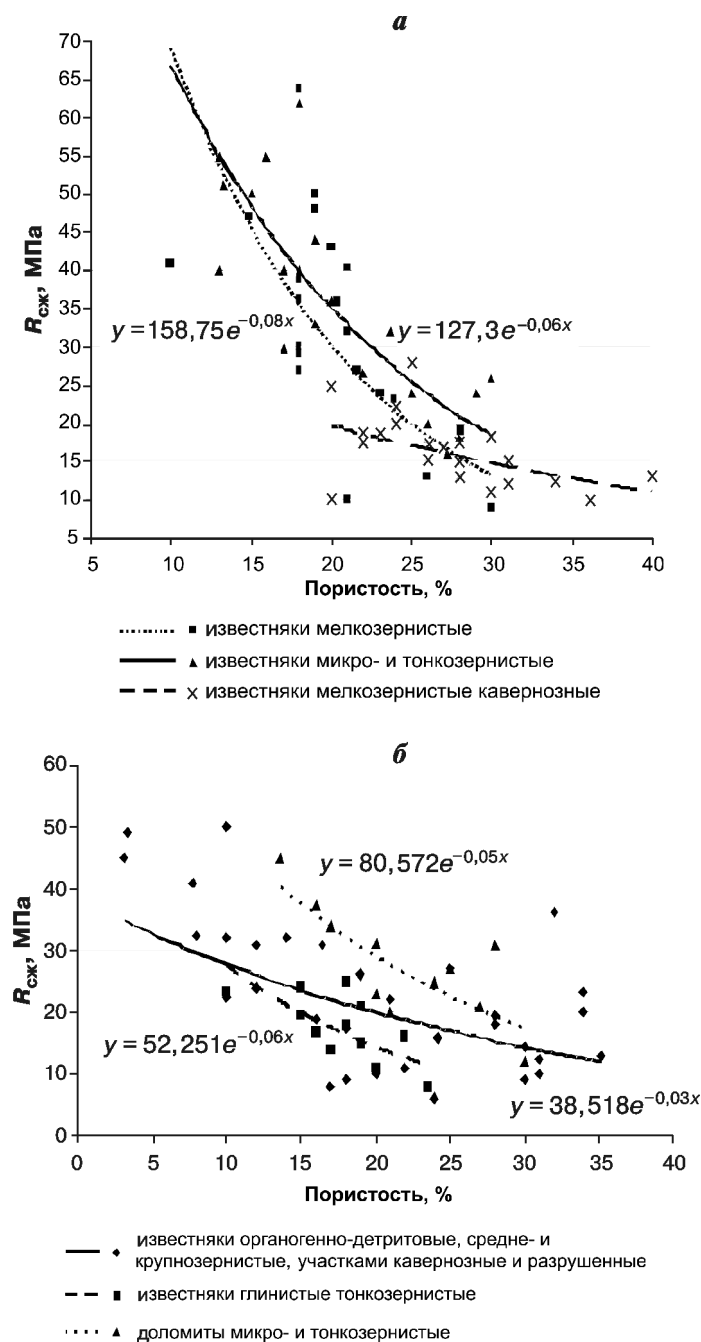 а
70
65
60
55
50
45
40
35
30
25
20
15
10
5
Rсж, МПа
y = 158,75e^–0,08x
y = 127,3e^–0,06x
5 10 15 20 25 30 35 40
Пористость, %
известняки мелкозернистые
известняки микро- и тонкозернистые
известняки мелкозернистые кавернозные
б
60
50
40
30
20
10
0
Rсж, МПа
y = 80,572e^–0,05x
y = 52,251e^–0,06x
y = 38,518e^–0,03x
0 5 10 15 20 25 30 35 40
Пористость, %
известняки органогенно-детритовые, средне- и
крупнозернистые, участками кавернозные и разрушенные
известняки глинистые тонкозернистые
доломиты микро- и тонкозернистые